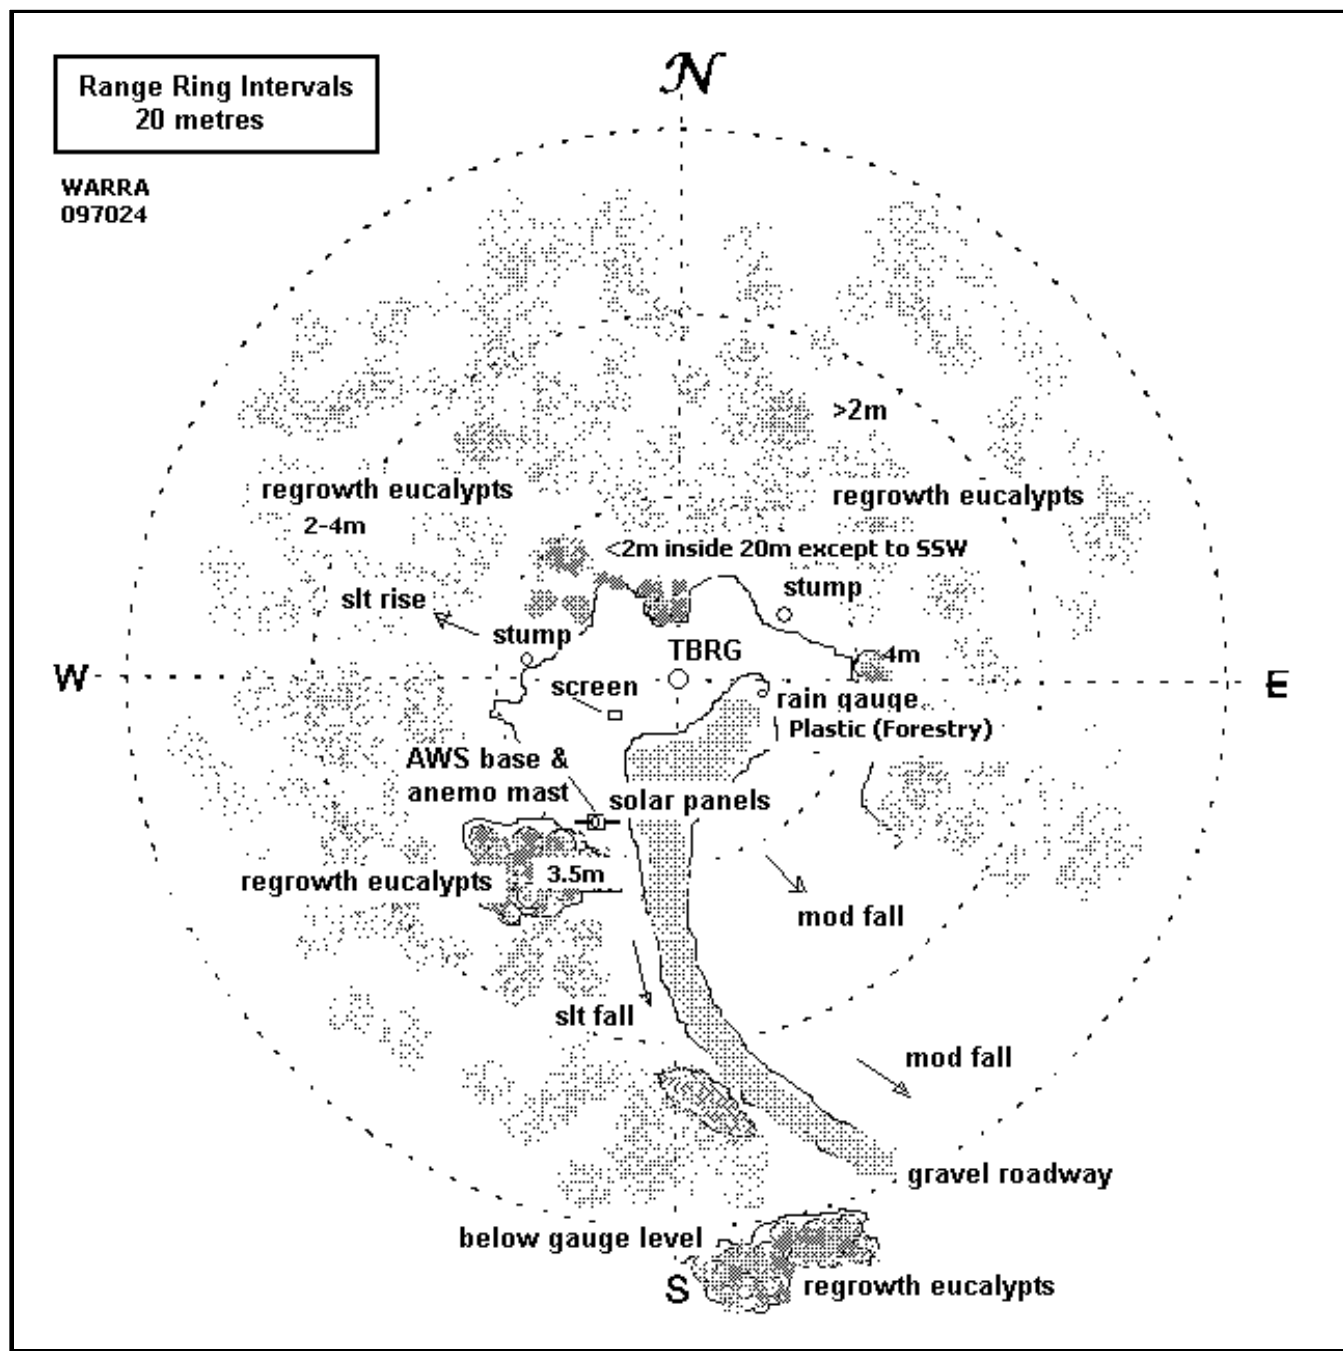 N
Range Ring Intervals
20 metres
WARRA
097024
>2m
regrowth eucalypts
regrowth eucalypts
2-4m
<2m inside 20m except to SSW
stump
slt rise
stump
TBRG
4m
W
E
screen
rain gauge
Plastic (Forestry)
AWS base &
anemo mast
solar panels
3.5m
regrowth eucalypts
mod fall
slt fall
mod fall
gravel roadway
below gauge level
S
regrowth eucalypts